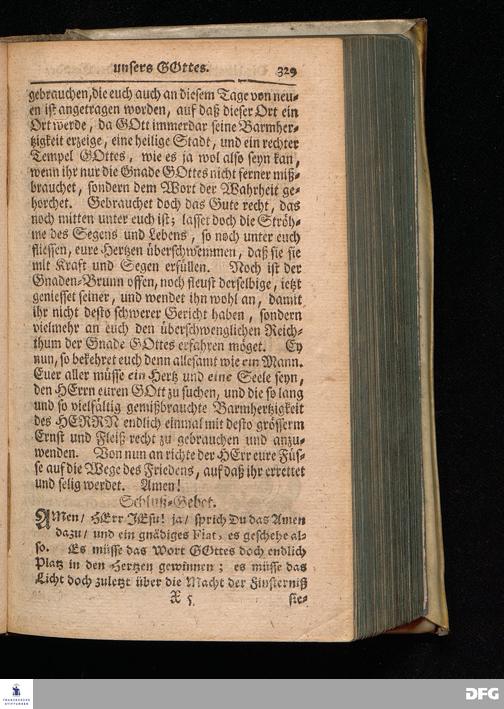 unsers GOttes. 329
gebrauchen, die euch auch an diesem Tage von neu-
en ist angetragen worden, auf daß dieser Ort ein
Ort werde, da GOtt immerdar seine Barmher-
tzigkeit erzeige, eine heilige Stadt, und ein rechter
Tempel GOttes, wie es ja wol also seyn kan,
wenn ihr nur die Gnade GOttes nicht ferner miß-
brauchet, sondern dem Wort der Wahrheit ge-
horchet. Gebrauchet doch das Gute recht, das
noch mitten unter euch ist; lasset doch die Ströh-
me des Segens und Lebens, so noch unter euch
fliessen, eure Hertzen überschwemmen, daß sie sie
mit Kraft und Segen erfüllen. Noch ist der
Gnaden-Brunn offen, noch fleust derselbige, ietzt
geniesset seiner, und wendet ihn wohl an, damit
ihr nicht desto schwerer Gericht haben, sondern
vielmehr an euch den überschwenglichen Reich-
thum der Gnade GOttes erfahren möget. Ey
nun, so bekehret euch denn allesamt wie ein Mann.
Euer aller müsse ein Hertz und eine Seele seyn,
den HErrn euren GOtt zu suchen, und die so lang
und so vielfältig gemißbrauchte Barmhertzigkeit
des HERRN endlich einmal mit desto grösserm
Ernst und Fleiß recht zu gebrauchen und anzu-
wenden. Von nun an richte der HErr eure Füs-
se auf die Wege des Friedens, auf daß ihr errettet
und selig werdet. Amen!
Schluß-Gebet.
AMen/ HErr JEsu! ja/ sprich Du das Amen
dazu/ und ein gnädiges Fiat, es geschehe al-
so. Es müsse das Wort GOttes doch endlich
Platz in den Hertzen gewinnen; es müsse das
Licht doch zuletzt über die Macht der Finsterniß
X 5 sie-
FRANCKESCHE
STIFTUNGEN
DFG